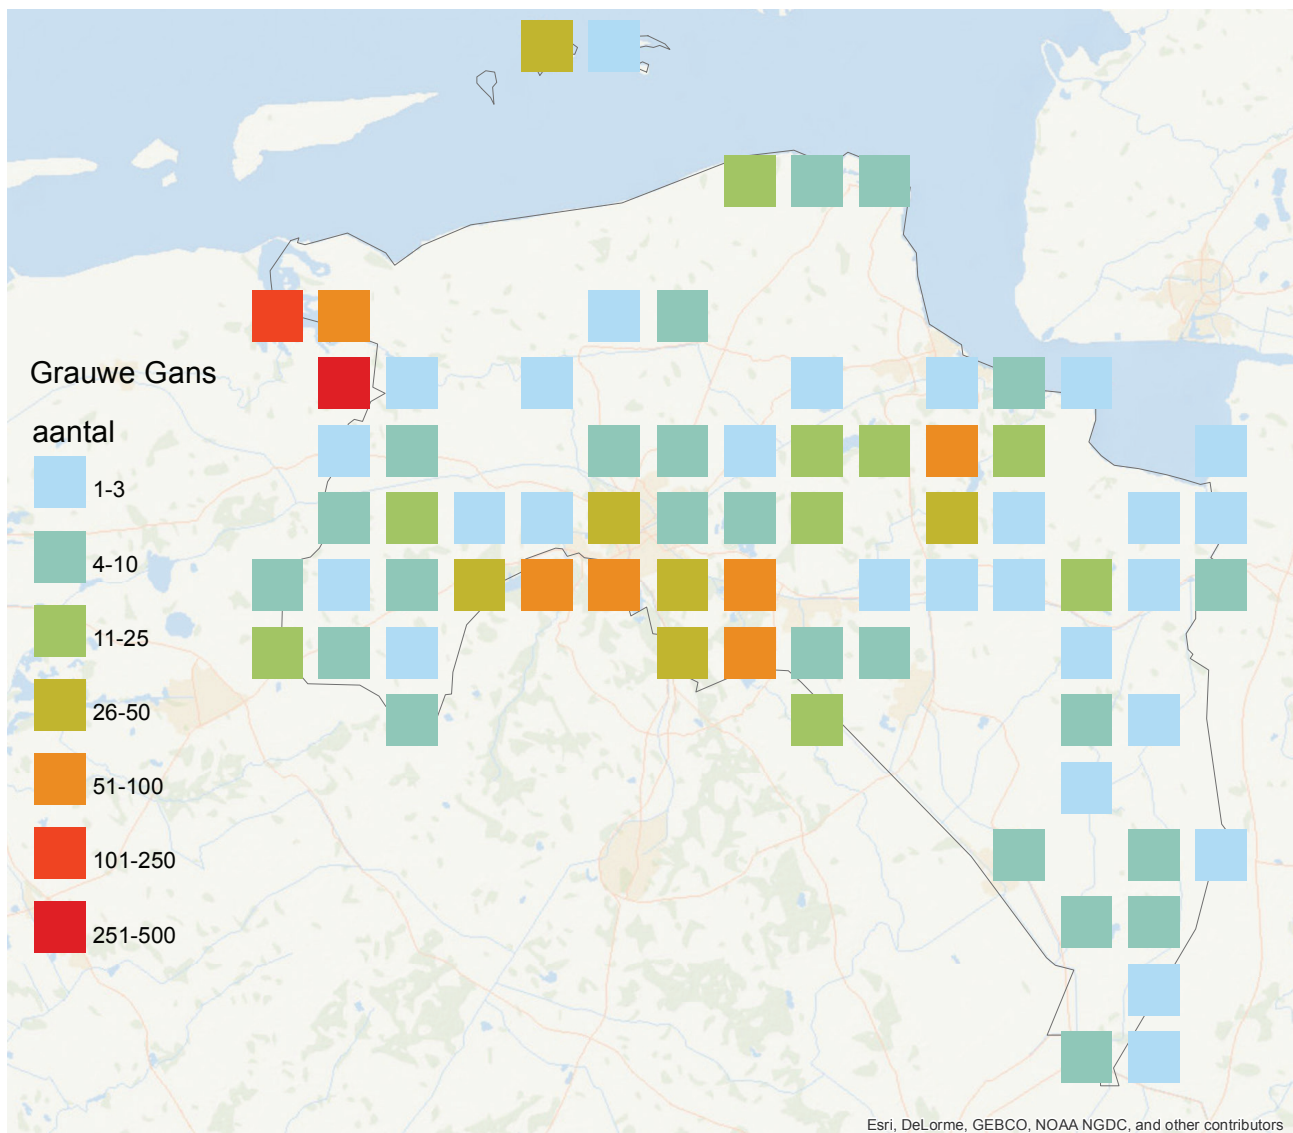 Grauwe Gans
aantal
1-3
4-10
11-25
26-50
51-100
101-250
251-500
Esri, DeLorme, GEBCO, NOAA NGDC, and other contributors